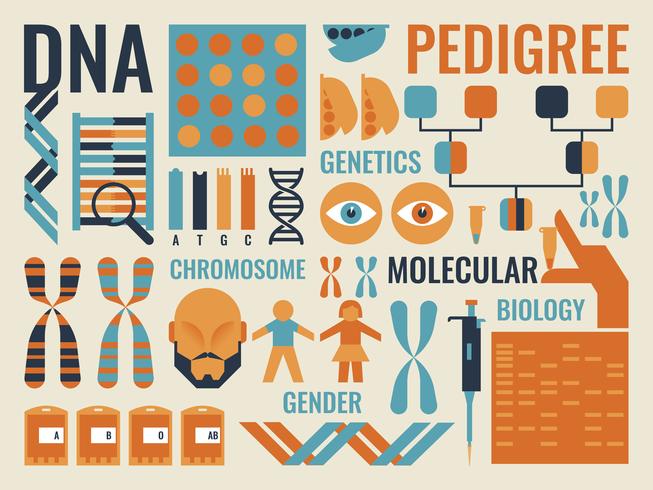 DNA
PEDIGREE
GENETICS
A T G C
CHROMOSOME
MOLECULAR
BIOLOGY
GENDER
A
B
O
AB